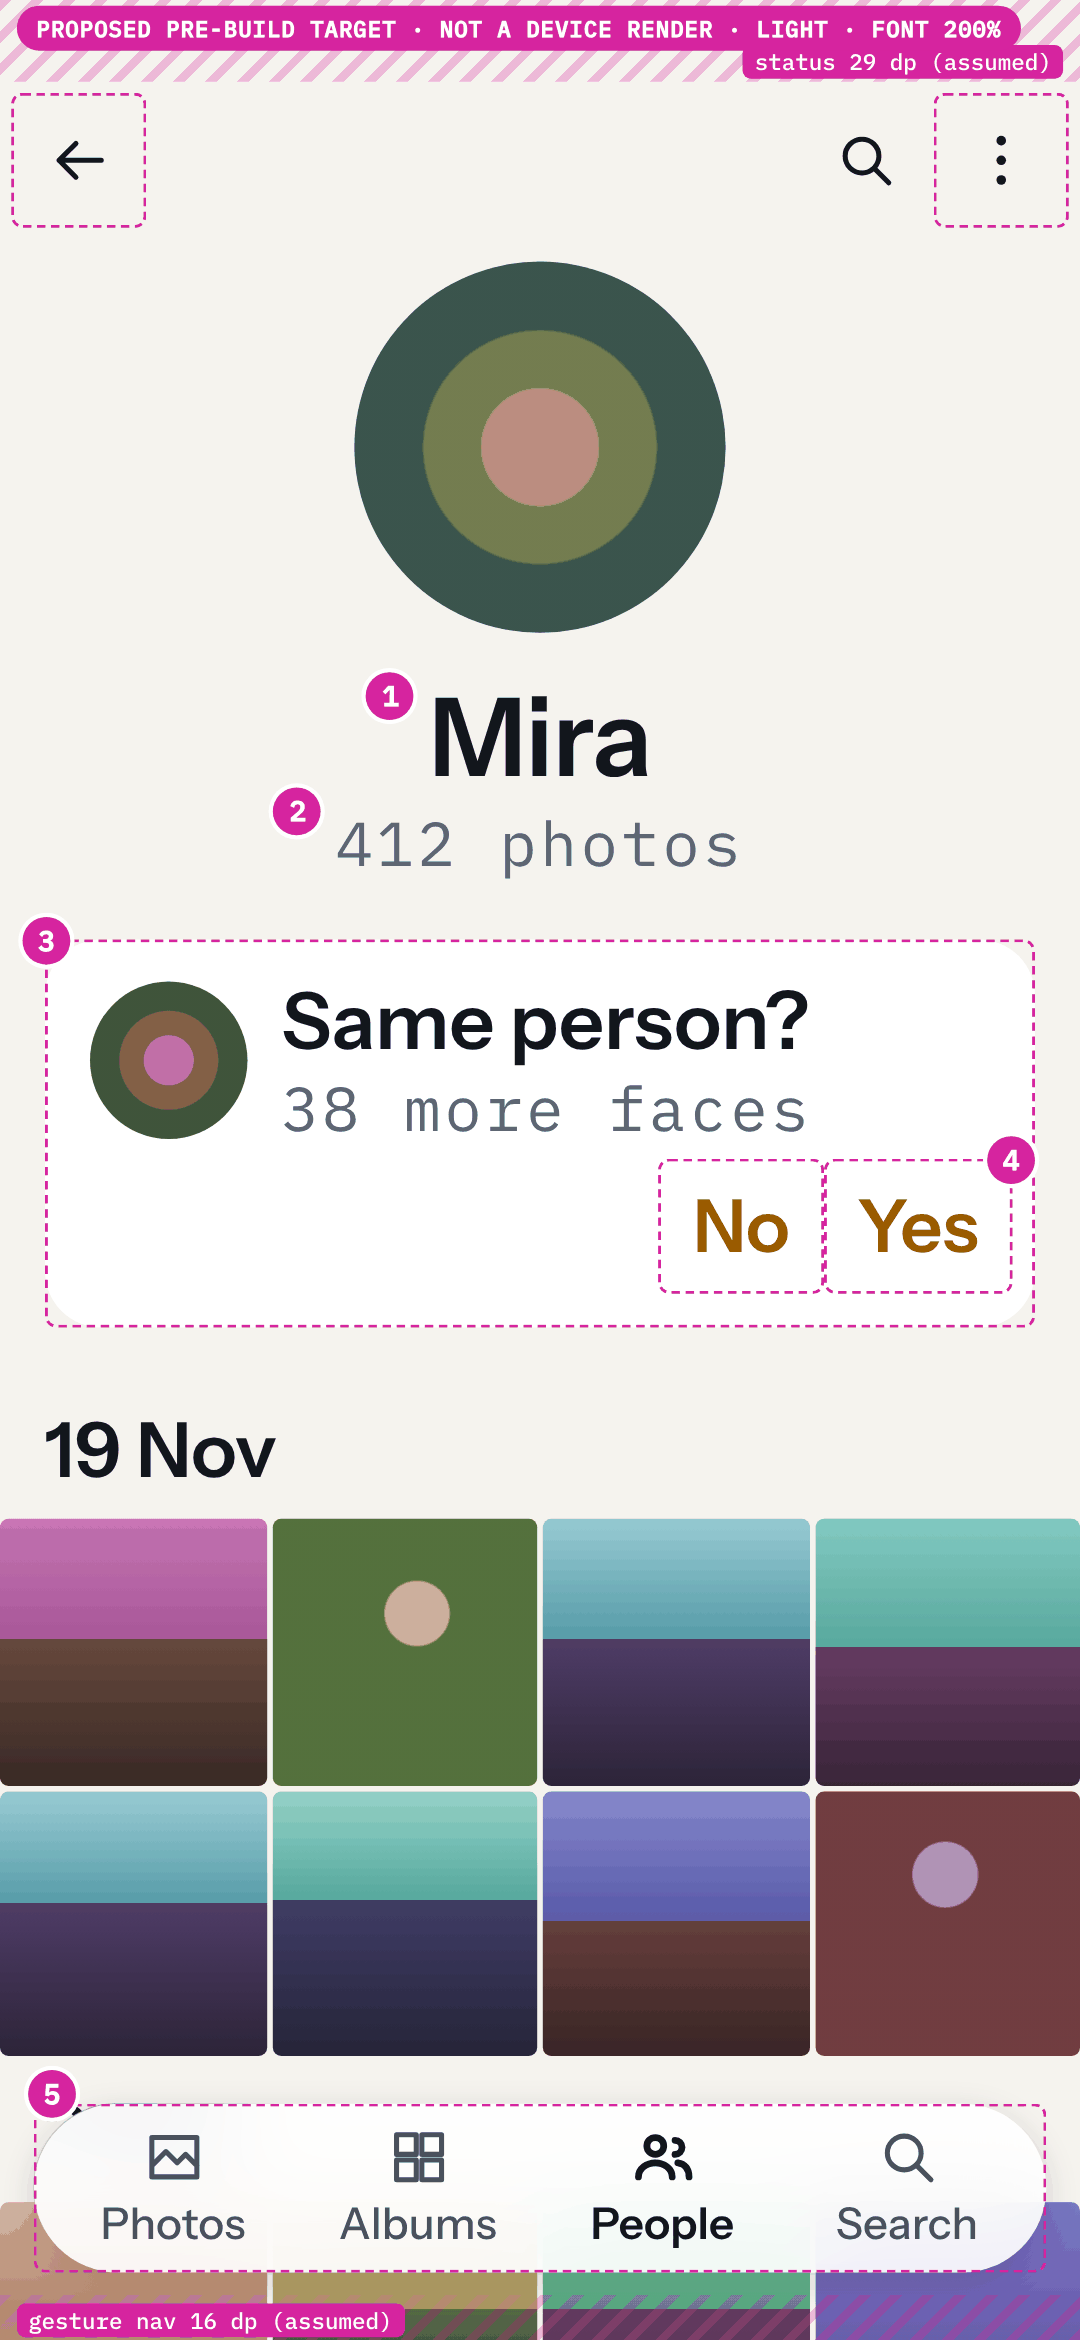 PROPOSED PRE-BUILD TARGET · NOT A DEVICE RENDER · LIGHT · FONT 200%
status 29 dp (assumed)
1
Mira
2
412 photos
3
Same person?
38 more faces
4
No Yes
19 Nov
5
Photos Albums People Search
gesture nav 16 dp (assumed)